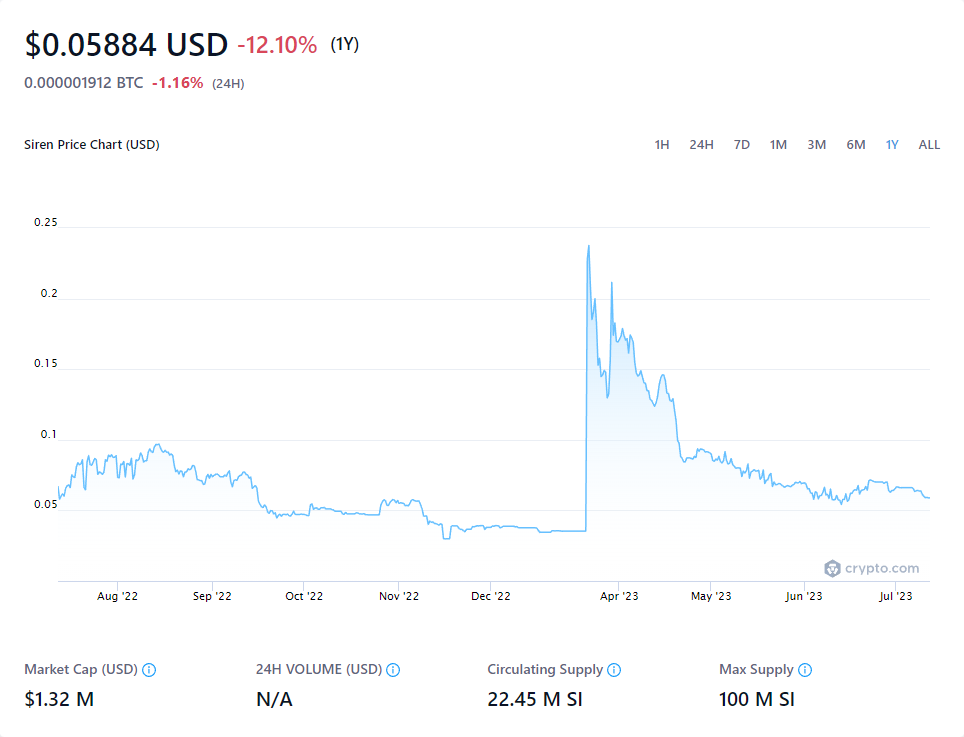 $0.05884 USD -12.10% (1Y)
0.000001912 BTC -1.16% (24H)
Siren Price Chart (USD) 1H 24H 7D 1M 3M 6M 1Y ALL
0.25
0.2
0.15
0.1
0.05
crypto.com
Aug '22 Sep '22 Oct '22 Nov '22 Dec '22 Apr '23 May '23 Jun '23 Jul '23
Market Cap (USD) 24H VOLUME (USD) Circulating Supply Max Supply
$1.32 M N/A 22.45 M SI 100 M SI